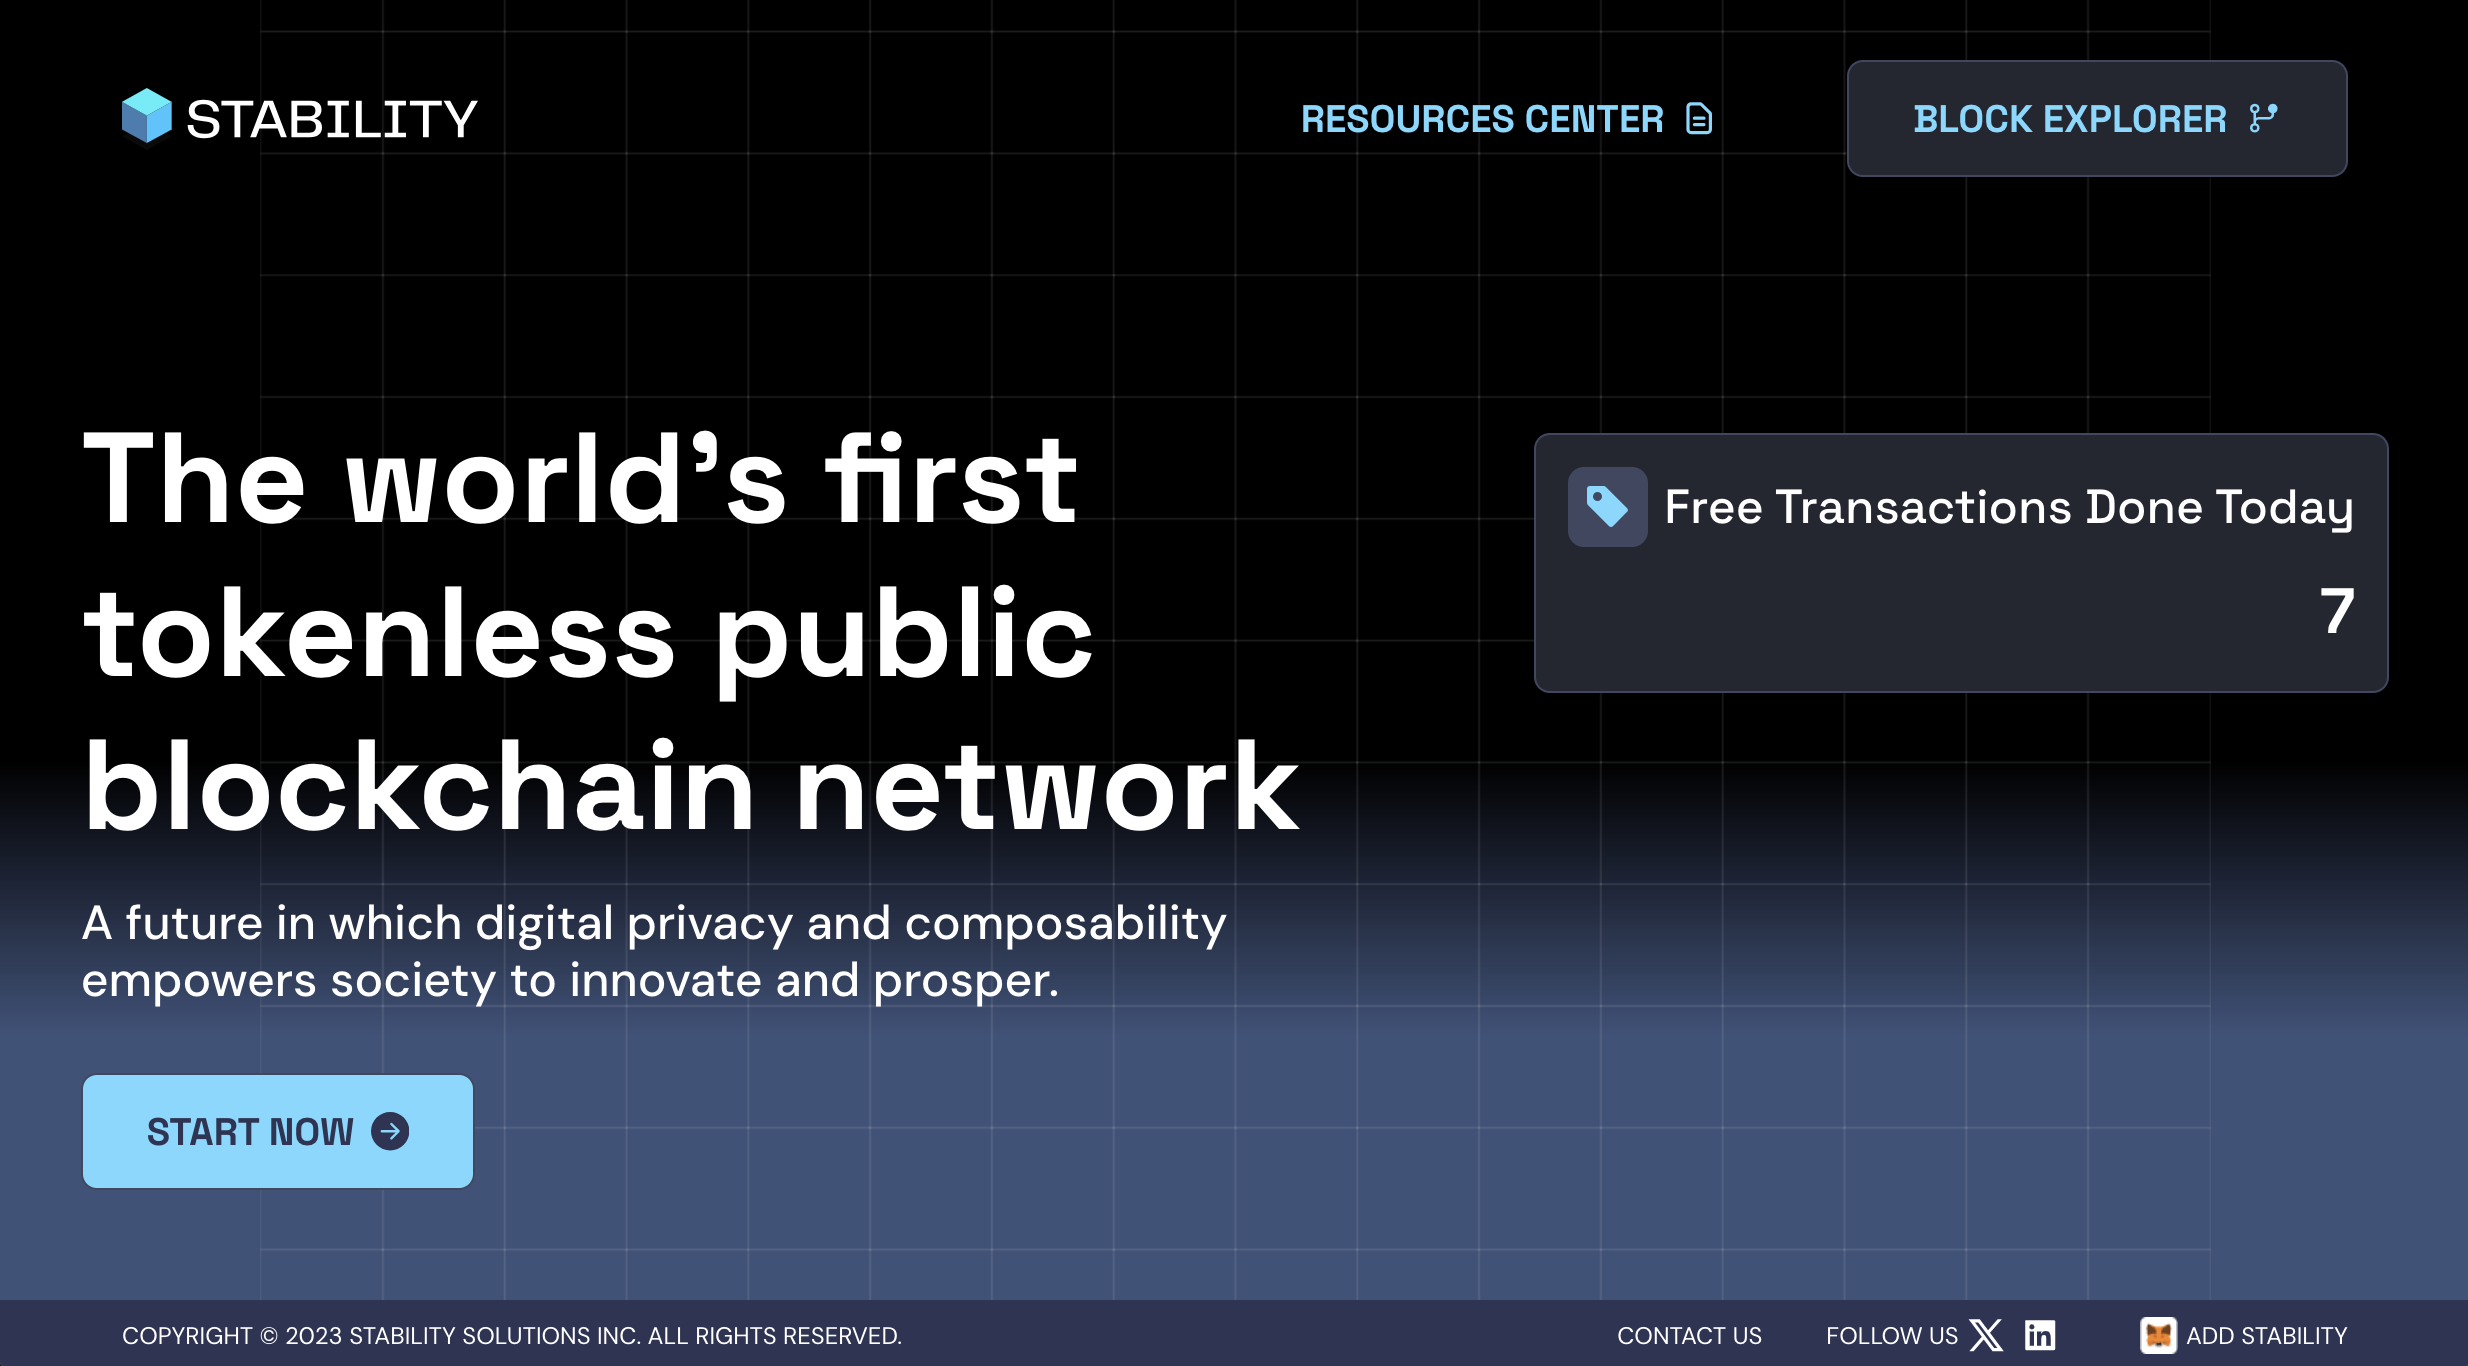 STABILITY
RESOURCES CENTER
BLOCK EXPLORER
The world’s first
tokenless public
blockchain network
A future in which digital privacy and composability
empowers society to innovate and prosper.
START NOW
Free Transactions Done Today
7
COPYRIGHT © 2023 STABILITY SOLUTIONS INC. ALL RIGHTS RESERVED.
CONTACT US
FOLLOW US
ADD STABILITY